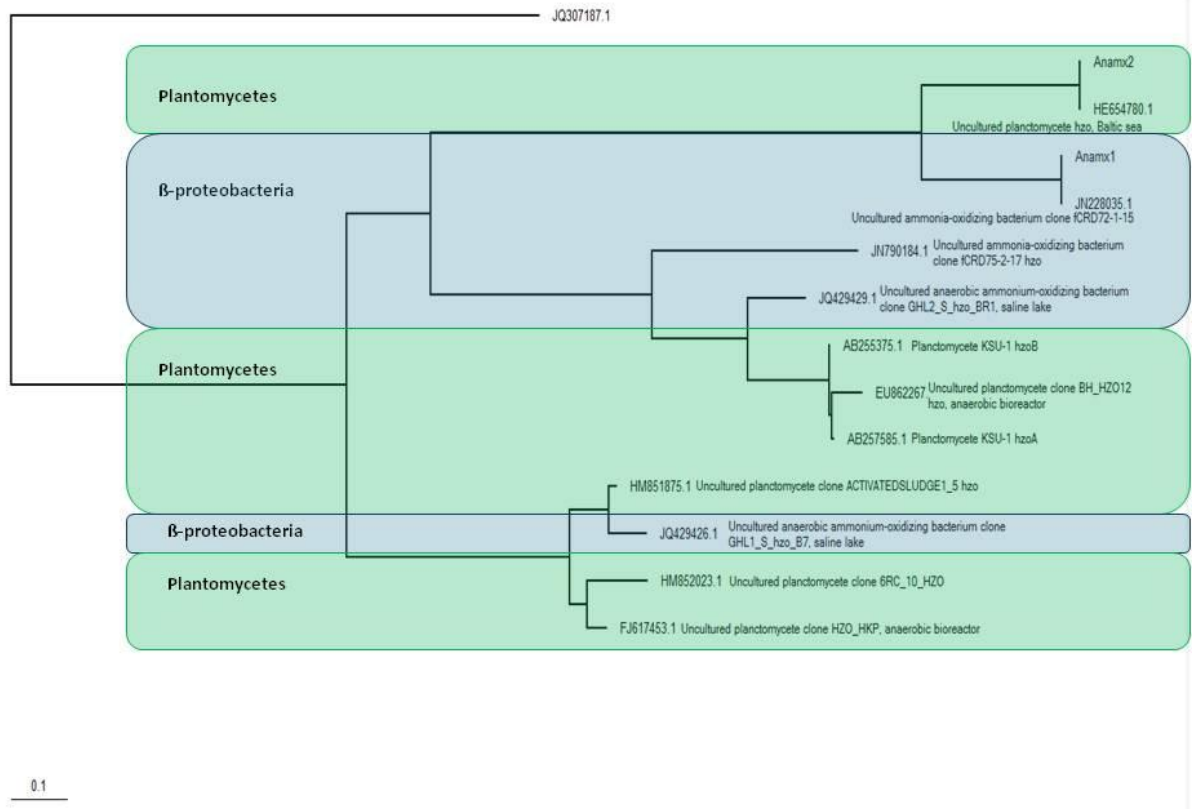 JQ307187.1
Plantomycetes
Anamx2
HE654780.1
Uncultured planctomycete hzo, Baltic sea
ß-proteobacteria
Anamx1
JN228035.1
Uncultured ammonia-oxidizing bacterium clone fCRD72-1-15
JN790184.1 Uncultured ammonia-oxidizing bacterium
clone fCRD75-2-17 hzo
JQ429429.1 Uncultured anaerobic ammonium-oxidizing bacterium
clone GHL2_S_hzo_BR1, saline lake
Plantomycetes
AB255375.1 Planctomycete KSU-1 hzoB
EU862267 Uncultured planctomycete clone BH_HZO12
hzo, anaerobic bioreactor
AB257585.1 Planctomycete KSU-1 hzoA
HM851875.1 Uncultured planctomycete clone ACTIVATEDSLUDGE1_5 hzo
ß-proteobacteria
JQ429426.1 Uncultured anaerobic ammonium-oxidizing bacterium clone
GHL1_S_hzo_B7, saline lake
Plantomycetes
HM852023.1 Uncultured planctomycete clone 6RC_10_HZO
FJ617453.1 Uncultured planctomycete clone HZO_HKP, anaerobic bioreactor
0.1